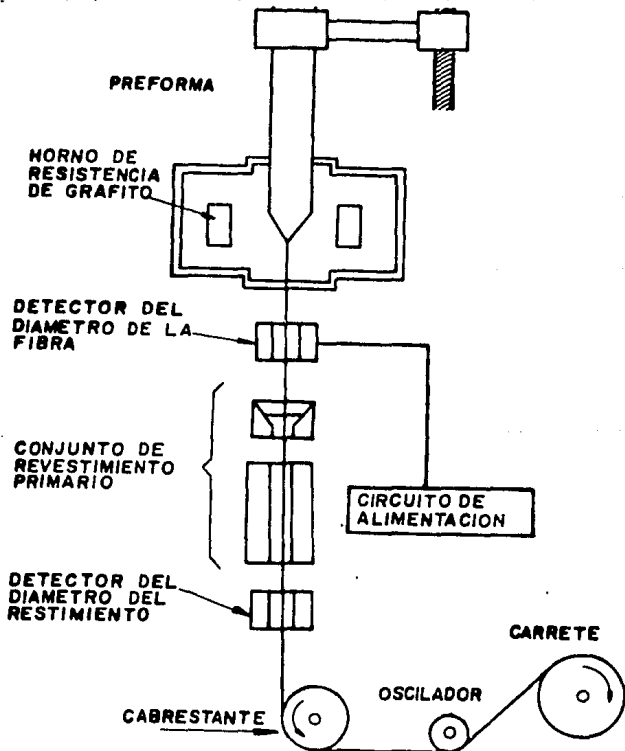 PREFORMA
HORNO DE
RESISTENCIA
DE GRAFITO
DETECTOR DEL
DIAMETRO DE LA
FIBRA
CONJUNTO DE
REVESTIMIENTO
PRIMARIO
CIRCUITO DE
ALIMENTACION
DETECTOR DEL
DIAMETRO DEL
RESTIMIENTO
CARRETE
OSCILADOR
CABRESTANTE